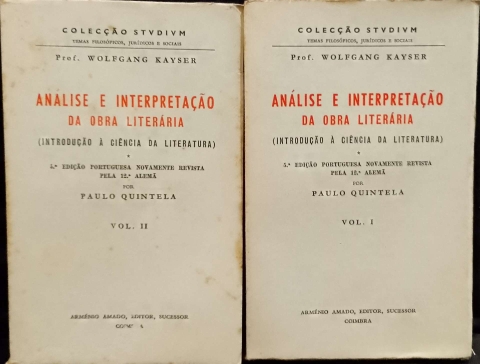 COLECÇÃO STVDIVM
TEMAS FILOSÓFICOS, JURÍDICOS E SOCIAIS
Prof. WOLFGANG KAYSER
ANÁLISE E INTERPRETAÇÃO
DA OBRA LITERÁRIA
(INTRODUÇÃO À CIÊNCIA DA LITERATURA)
5.ª EDIÇÃO PORTUGUESA NOVAMENTE REVISTA
PELA 12.ª ALEMÃ
POR
PAULO QUINTELA
VOL. II
ARMÉNIO AMADO, EDITOR, SUCESSOR
COLECÇÃO STVDIVM
TEMAS FILOSÓFICOS, JURÍDICOS E SOCIAIS
Prof. WOLFGANG KAYSER
ANÁLISE E INTERPRETAÇÃO
DA OBRA LITERÁRIA
(INTRODUÇÃO À CIÊNCIA DA LITERATURA)
5.ª EDIÇÃO PORTUGUESA NOVAMENTE REVISTA
PELA 12.ª ALEMÃ
POR
PAULO QUINTELA
VOL. I
ARMÉNIO AMADO, EDITOR, SUCESSOR
COIMBRA